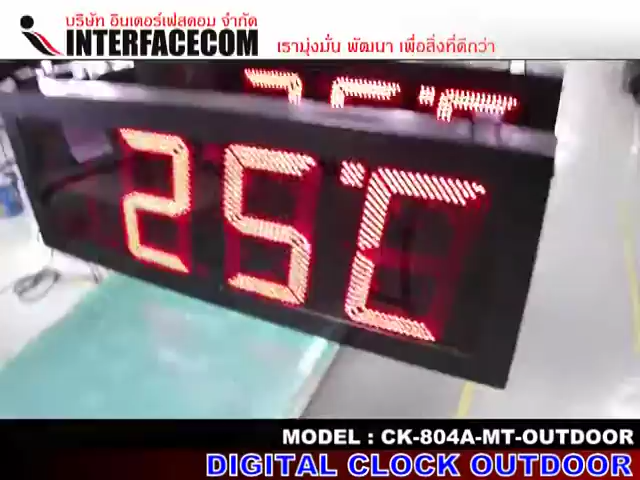 บริษัท อินเตอร์เฟสคอม จำกัด
INTERFACECOM
เรามุ่งมั่น พัฒนา เพื่อสิ่งที่ดีกว่า
25°C
25°C
MODEL : CK-804A-MT-OUTDOOR
DIGITAL CLOCK OUTDOOR